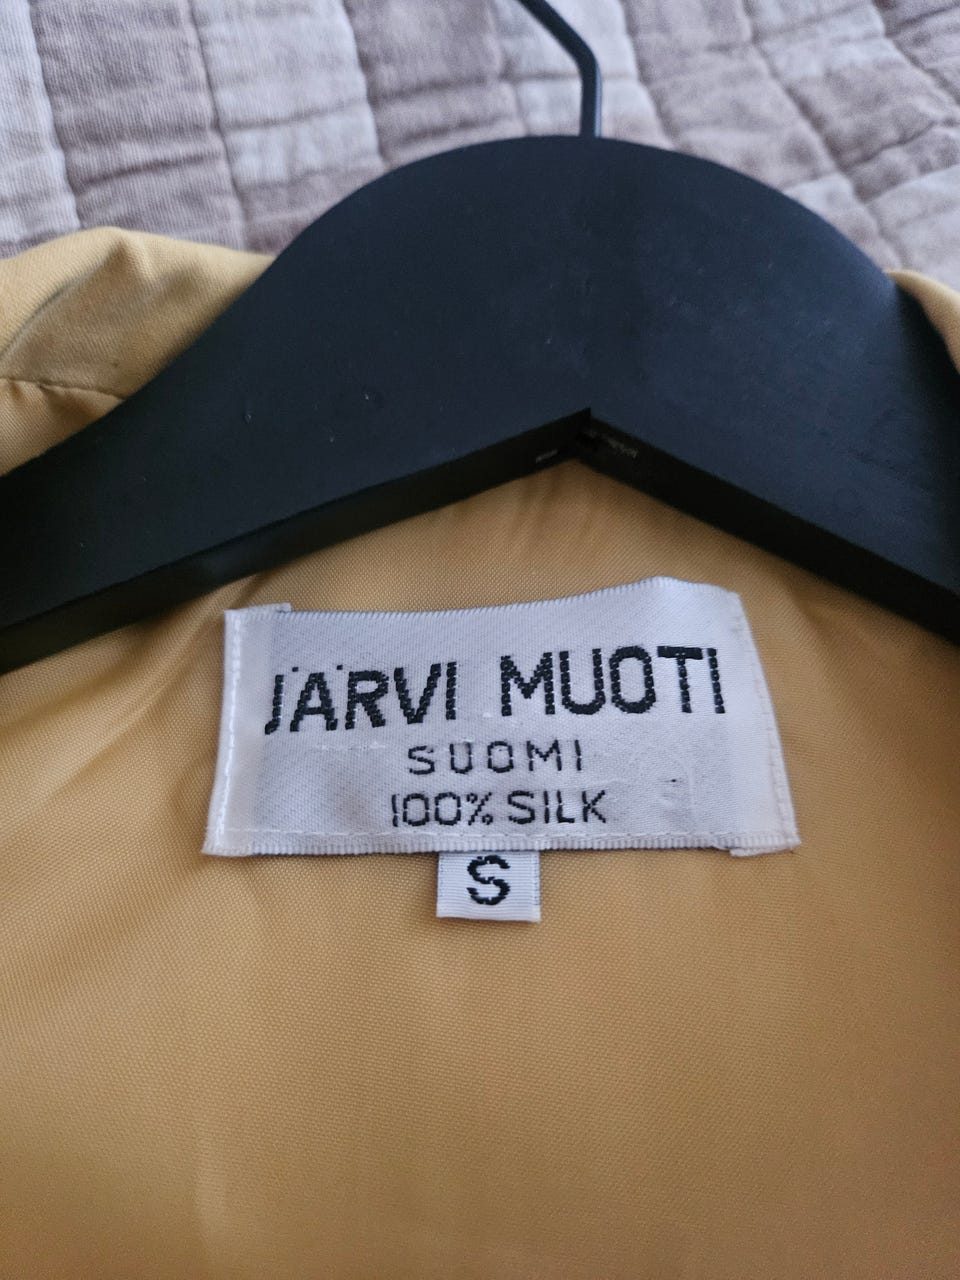 JÄRVI MUOTI
SUOMI
100% SILK
S